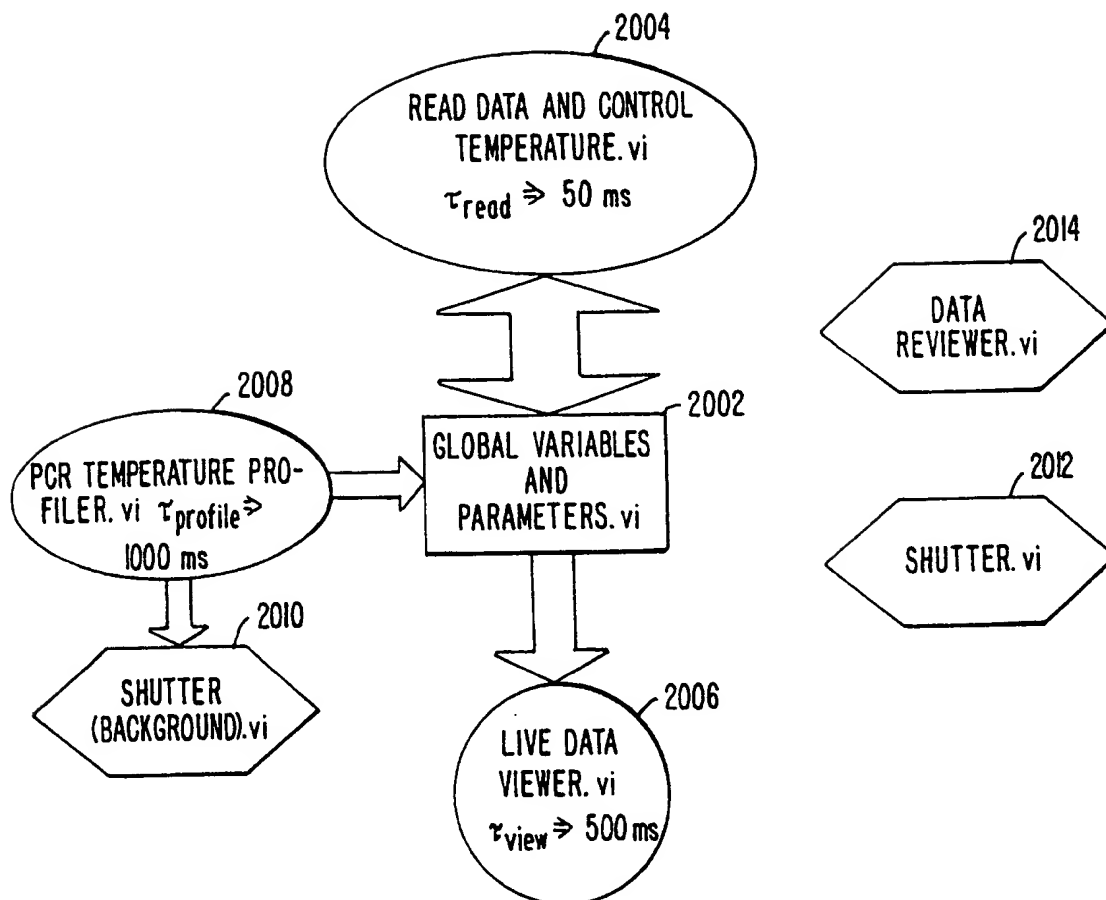 2004
READ DATA AND CONTROL
TEMPERATURE. vi
τread ⩾ 50 ms
2014
DATA
REVIEWER. vi
2008
PCR TEMPERATURE PRO-
FILER. vi τprofile ⩾
1000 ms
2002
GLOBAL VARIABLES
AND
PARAMETERS. vi
2012
SHUTTER. vi
2010
SHUTTER
(BACKGROUND). vi
2006
LIVE DATA
VIEWER. vi
τview ⩾ 500 ms